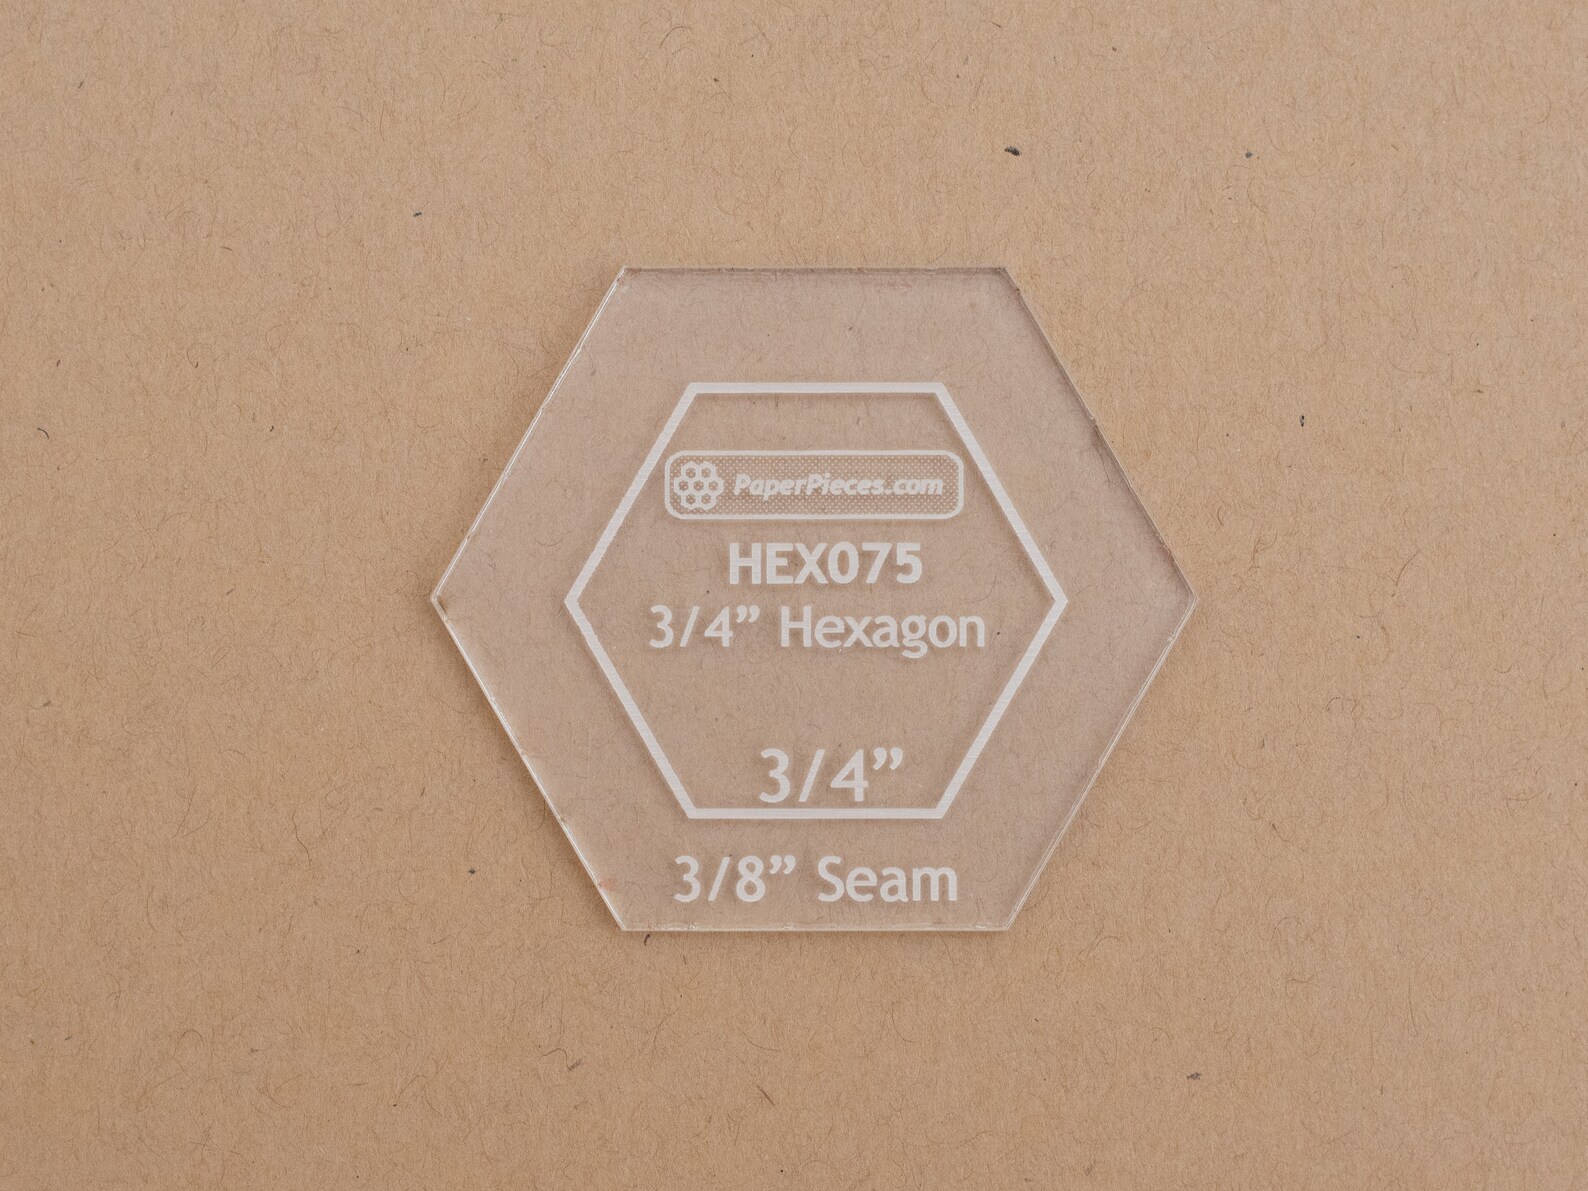 PaperPieces.com
HEX075
3/4” Hexagon
3/4”
3/8” Seam